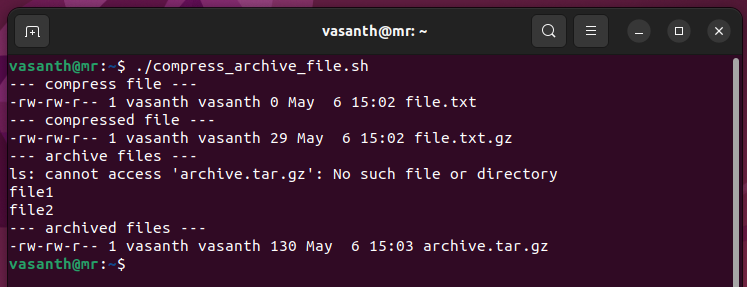 vasanth@mr: ~
vasanth@mr:~$ ./compress_archive_file.sh
--- compress file ---
-rw-rw-r-- 1 vasanth vasanth 0 May  6 15:02 file.txt
--- compressed file ---
-rw-rw-r-- 1 vasanth vasanth 29 May  6 15:02 file.txt.gz
--- archive files ---
ls: cannot access 'archive.tar.gz': No such file or directory
file1
file2
--- archived files ---
-rw-rw-r-- 1 vasanth vasanth 130 May  6 15:03 archive.tar.gz
vasanth@mr:~$